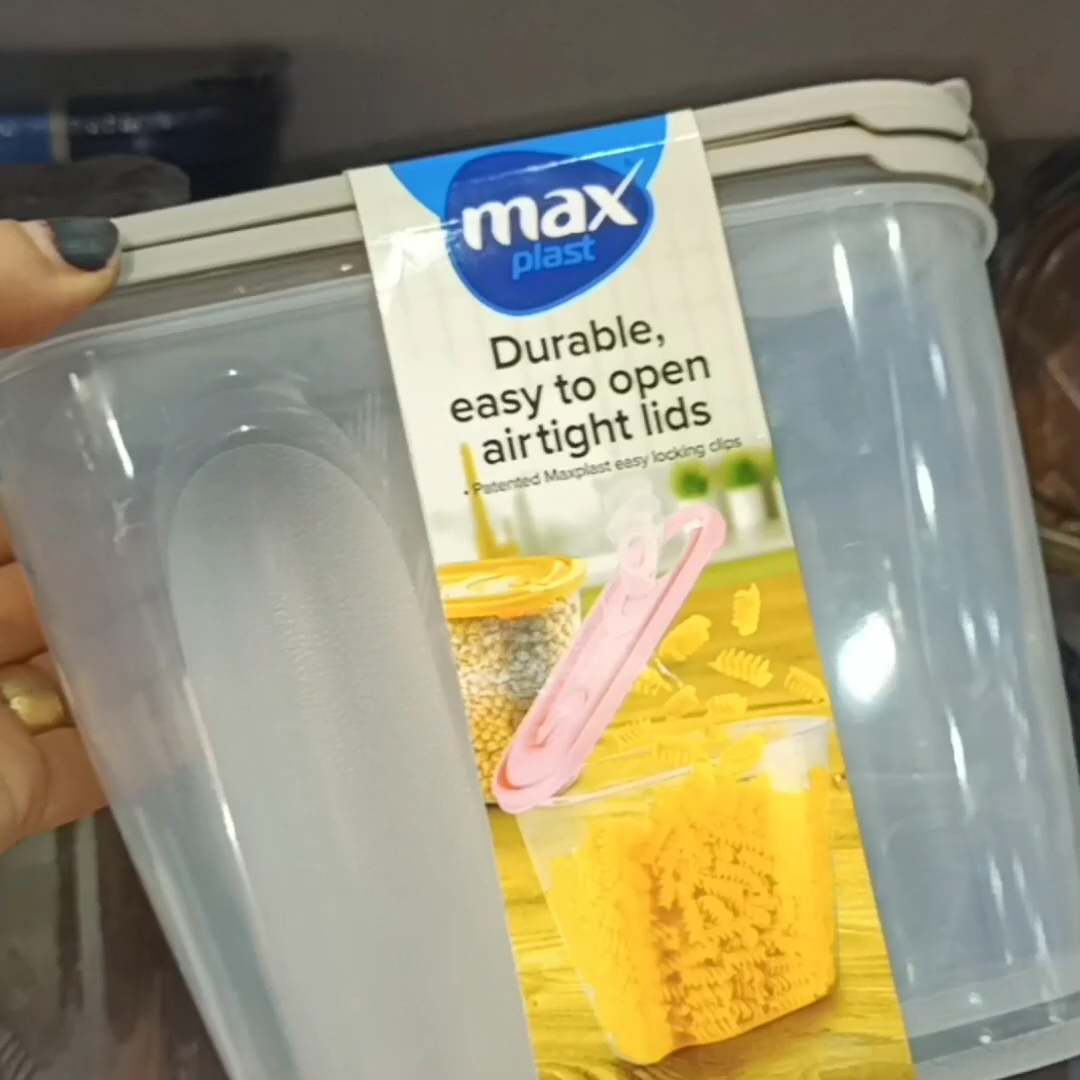 max
plast
Durable,
easy to open
airtight lids
• Patented Maxplast easy locking clips